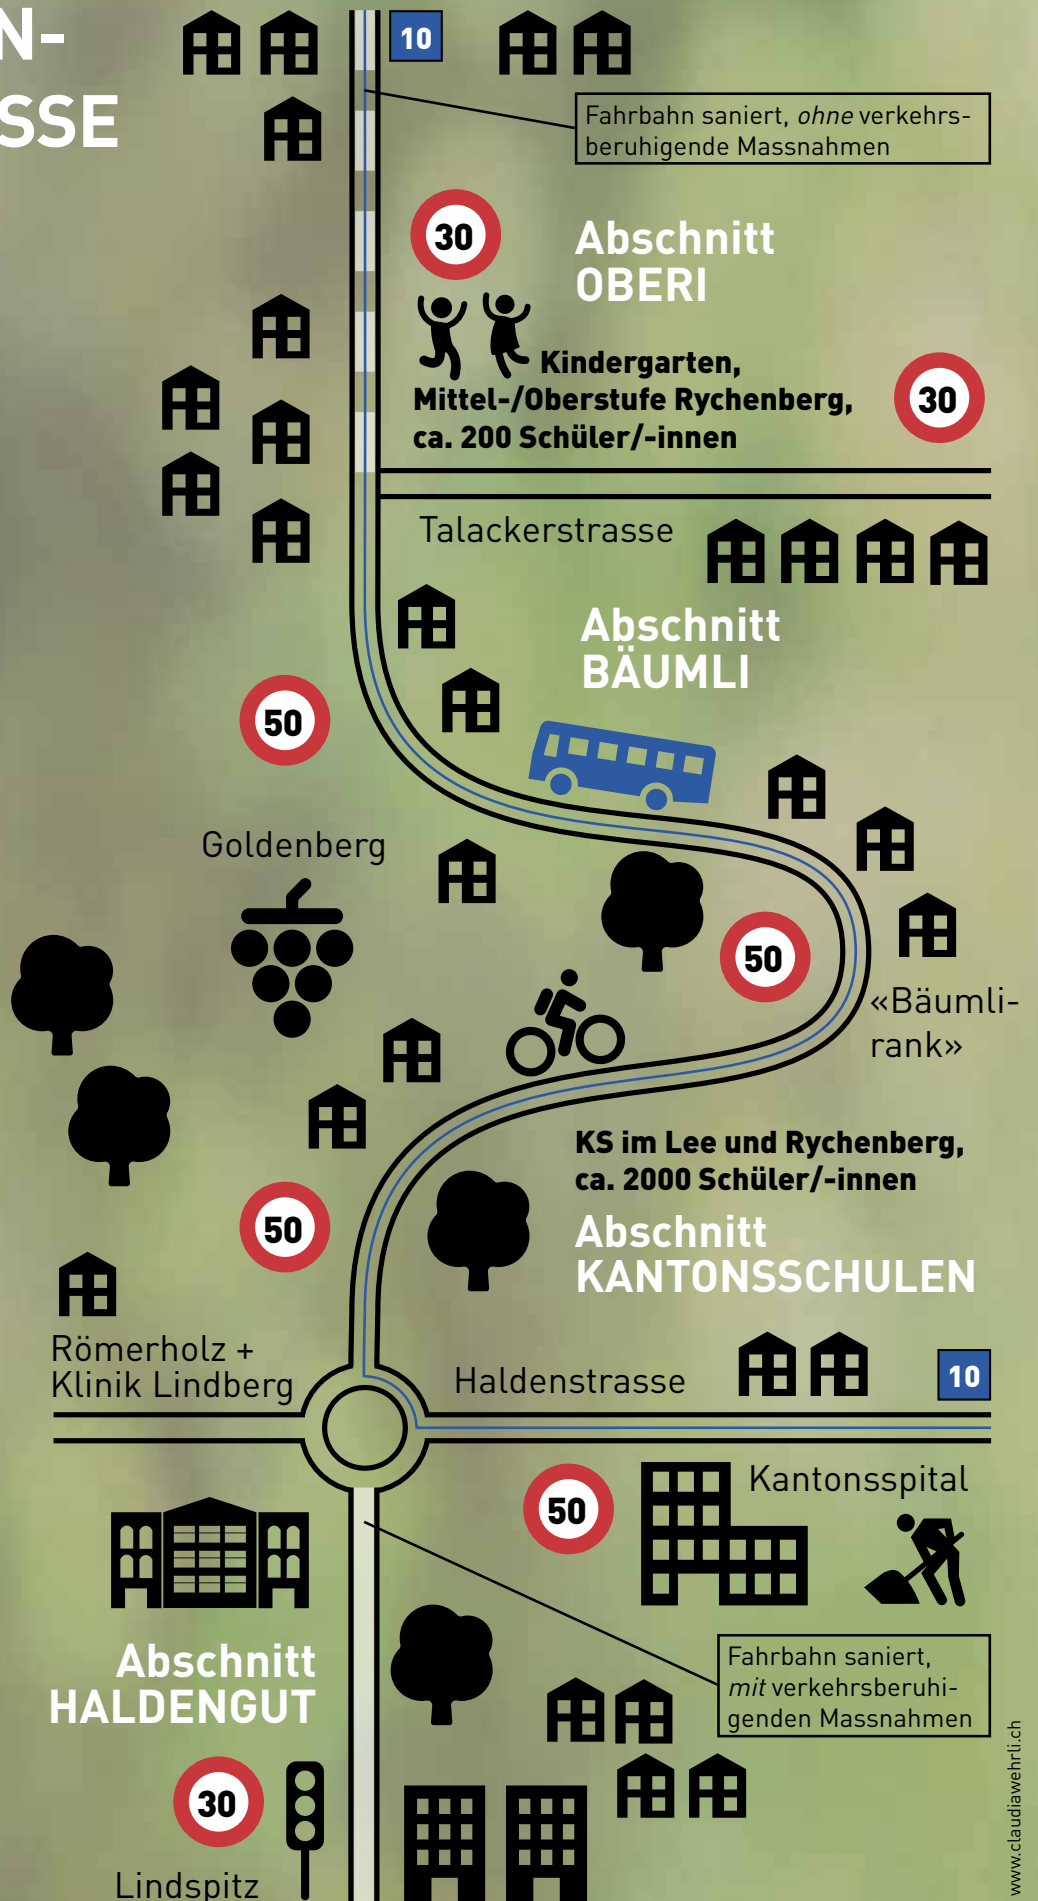 N-
SSE
10
Fahrbahn saniert, ohne verkehrs-
beruhigende Massnahmen
30
Abschnitt
OBERI
Kindergarten,
Mittel-/Oberstufe Rychenberg,
ca. 200 Schüler/-innen
30
Talackerstrasse
Abschnitt
BÄUMLI
50
Goldenberg
50
«Bäumli-
rank»
KS im Lee und Rychenberg,
ca. 2000 Schüler/-innen
50
Abschnitt
KANTONSSCHULEN
Römerholz +
Klinik Lindberg
Haldenstrasse
10
50
Kantonsspital
Abschnitt
HALDENGUT
Fahrbahn saniert,
mit verkehrsberuhi-
genden Massnahmen
30
Lindspitz
www.claudiawehrli.ch